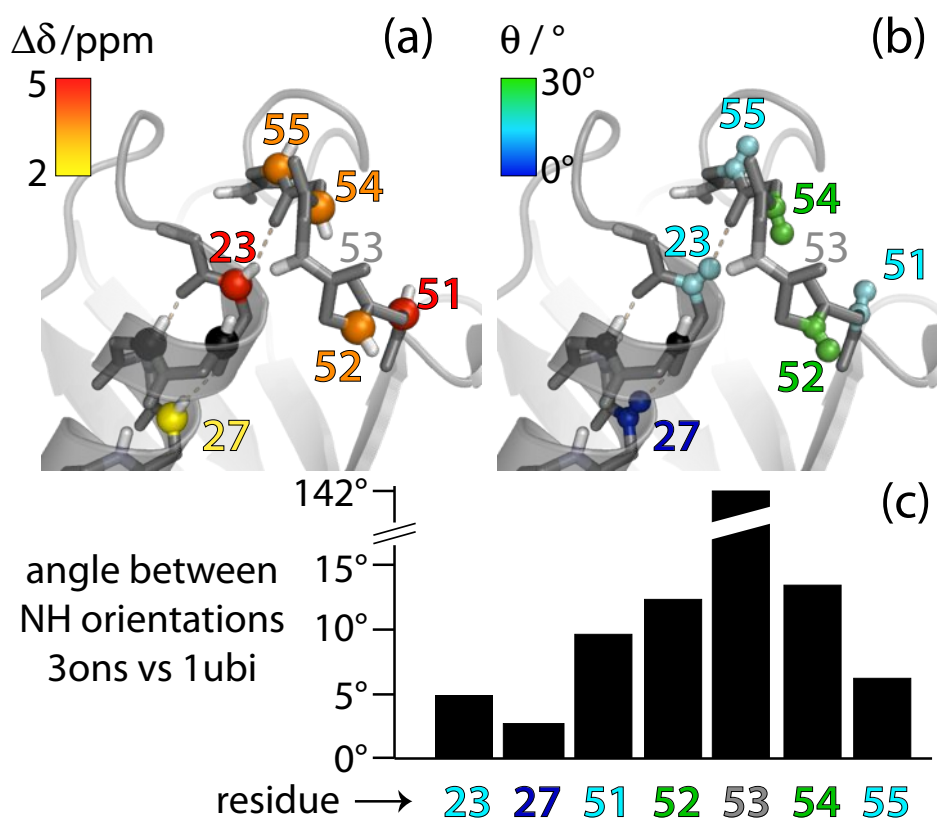 Δδ/ppm
(a)
5
2
55
54
23
53
51
52
27
θ / °
(b)
30°
0°
55
54
23
53
51
52
27
(c)
142°
15°
10°
5°
0°
angle between
NH orientations
3ons vs 1ubi
residue → 23 27 51 52 53 54 55